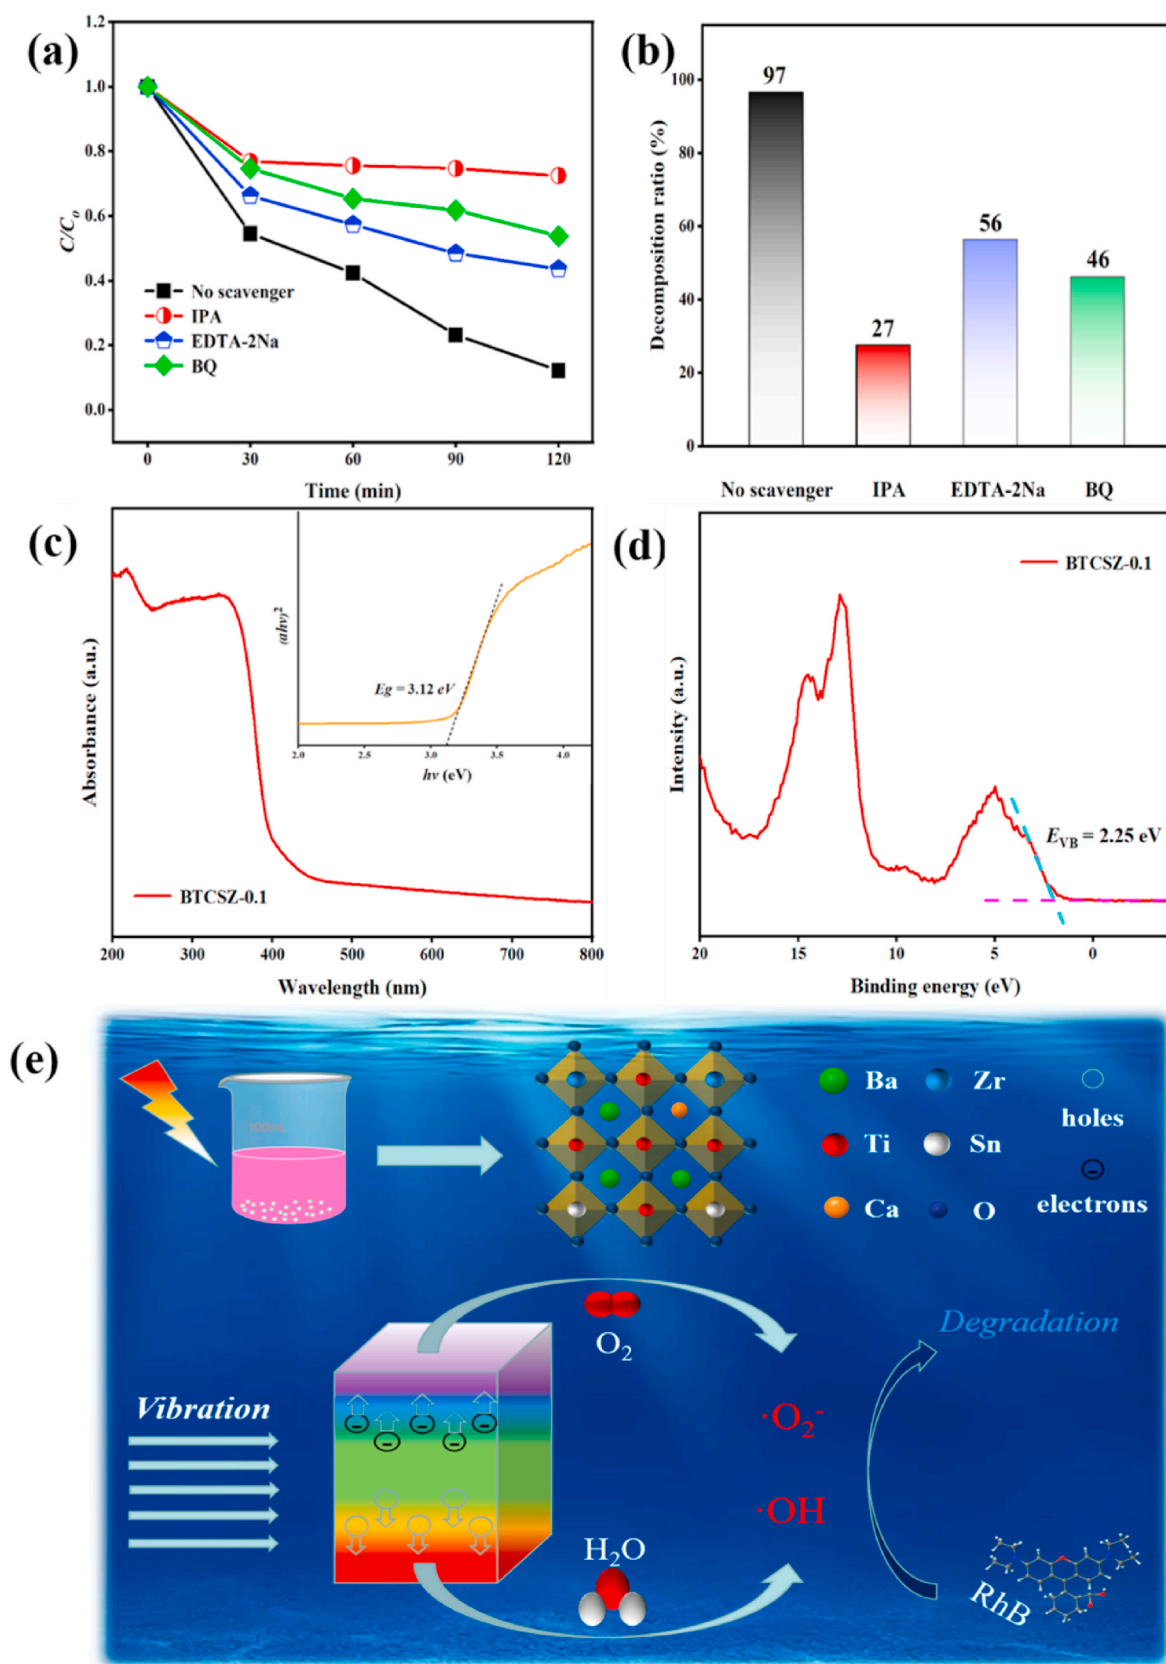 (a)
1.2
1.0
0.8
0.6
0.4
0.2
0.0
C/C₀
No scavenger
IPA
EDTA-2Na
BQ
0 30 60 90 120
Time (min)
(b)
100
80
60
40
20
0
Decomposition ratio (%)
97
27
56
46
No scavenger IPA EDTA-2Na BQ
(c)
Absorbance (a.u.)
(ahv)²
Eg = 3.12 eV
2.0 2.5 3.0 3.5 4.0
hv (eV)
BTCSZ-0.1
200 300 400 500 600 700 800
Wavelength (nm)
(d)
BTCSZ-0.1
Intensity (a.u.)
E_VB = 2.25 eV
20 15 10 5 0
Binding energy (eV)
(e)
100mL
Ba Zr
holes
Ti Sn
electrons
Ca O
O₂
Degradation
Vibration
·O₂⁻
·OH
H₂O
RhB